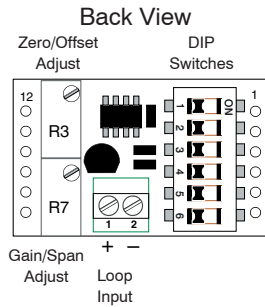 Back View
Zero/Offset
Adjust
DIP
Switches
12
1
R3
R7
ON
1
2
3
4
5
6
1 2
+ −
Gain/Span
Adjust
Loop
Input